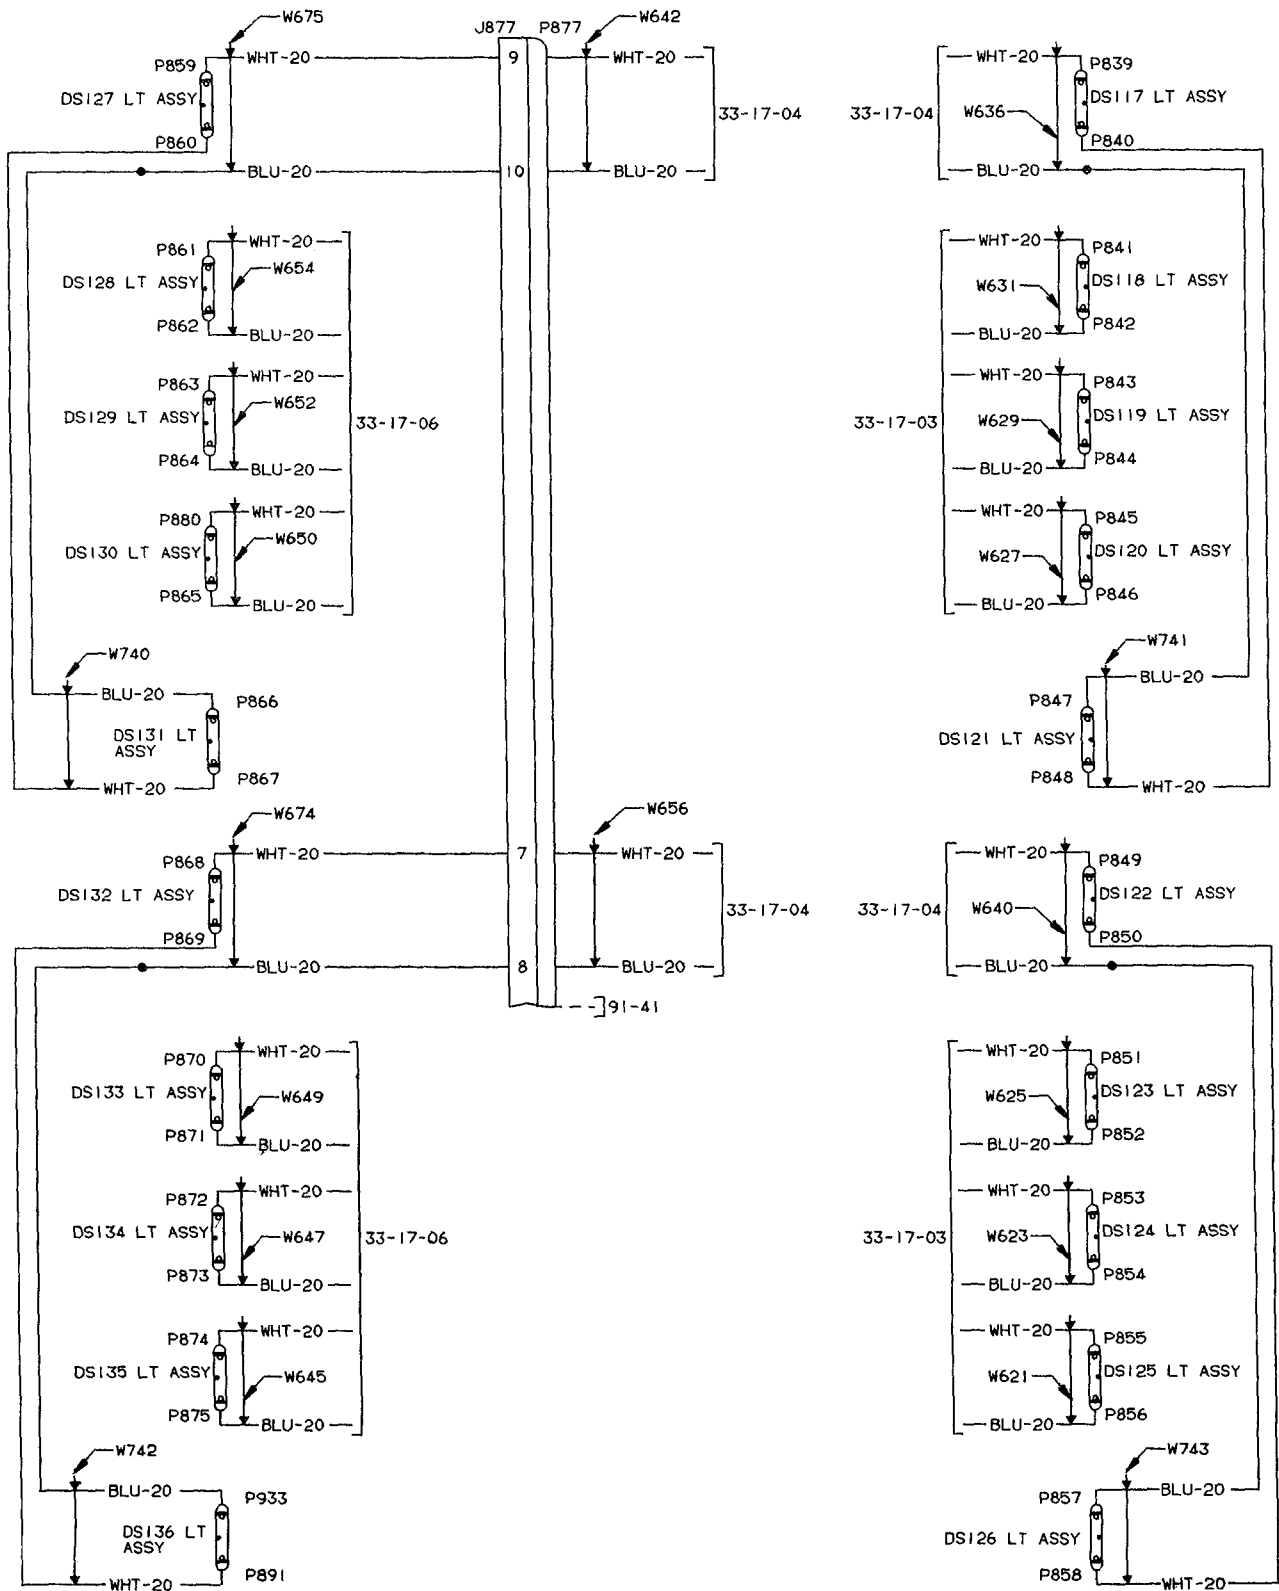 W675
J877 P877
W642
WHT-20
9
WHT-20
P859
DS127 LT ASSY
P860
33-17-04
BLU-20
10
BLU-20
WHT-20
P839
DS117 LT ASSY
W636
P840
33-17-04
BLU-20
P861
WHT-20
DS128 LT ASSY
W654
P862
BLU-20
P863
WHT-20
DS129 LT ASSY
W652
P864
BLU-20
33-17-06
P880
WHT-20
DS130 LT ASSY
W650
P865
BLU-20
WHT-20
P841
DS118 LT ASSY
W631
P842
BLU-20
WHT-20
P843
DS119 LT ASSY
33-17-03
W629
P844
BLU-20
WHT-20
P845
DS120 LT ASSY
W627
P846
BLU-20
W740
BLU-20
P866
DS131 LT
ASSY
P867
WHT-20
W741
BLU-20
P847
DS121 LT ASSY
P848
WHT-20
W674
W656
P868
WHT-20
7
WHT-20
DS132 LT ASSY
33-17-04
P869
BLU-20
8
BLU-20
91-41
WHT-20
P849
DS122 LT ASSY
33-17-04
W640
P850
BLU-20
P870
WHT-20
DS133 LT ASSY
W649
P871
BLU-20
P872
WHT-20
DS134 LT ASSY
W647
33-17-06
P873
BLU-20
P874
WHT-20
DS135 LT ASSY
W645
P875
BLU-20
WHT-20
P851
W625
DS123 LT ASSY
P852
BLU-20
WHT-20
P853
33-17-03
W623
DS124 LT ASSY
P854
BLU-20
WHT-20
P855
W621
DS125 LT ASSY
P856
BLU-20
W742
BLU-20
P933
DS136 LT
ASSY
P891
WHT-20
W743
BLU-20
P857
DS126 LT ASSY
P858
WHT-20